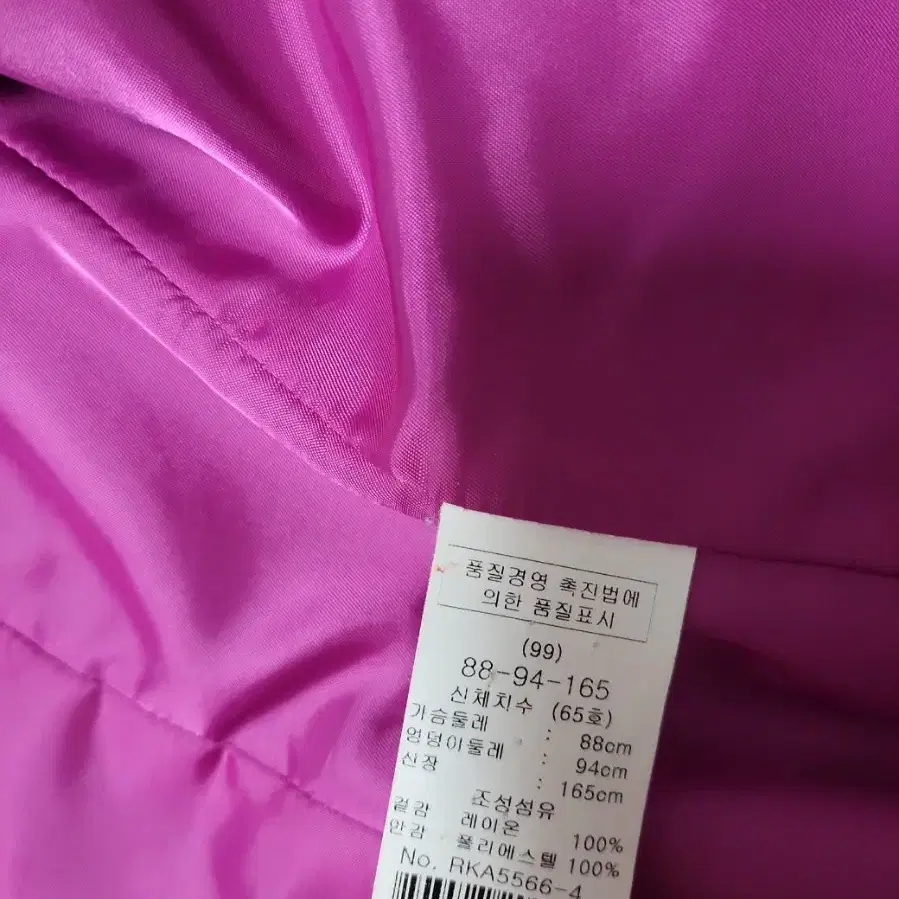 품질경영 촉진법에
의한 품질표시
(99)
88-94-165
신체치수 (65호)
가슴둘레 : 88cm
엉덩이둘레 : 94cm
신장 : 165cm
조성섬유
겉감 레이온 100%
안감 폴리에스텔 100%
No. RKA5566-4